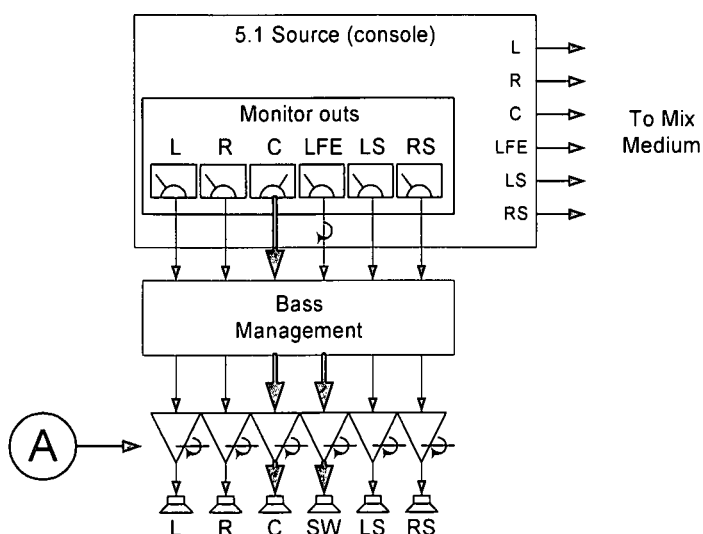 5.1 Source (console)
L
R
C
LFE
LS
RS
To Mix
Medium
Monitor outs
L R C LFE LS RS
Bass
Management
A
L R C SW LS RS